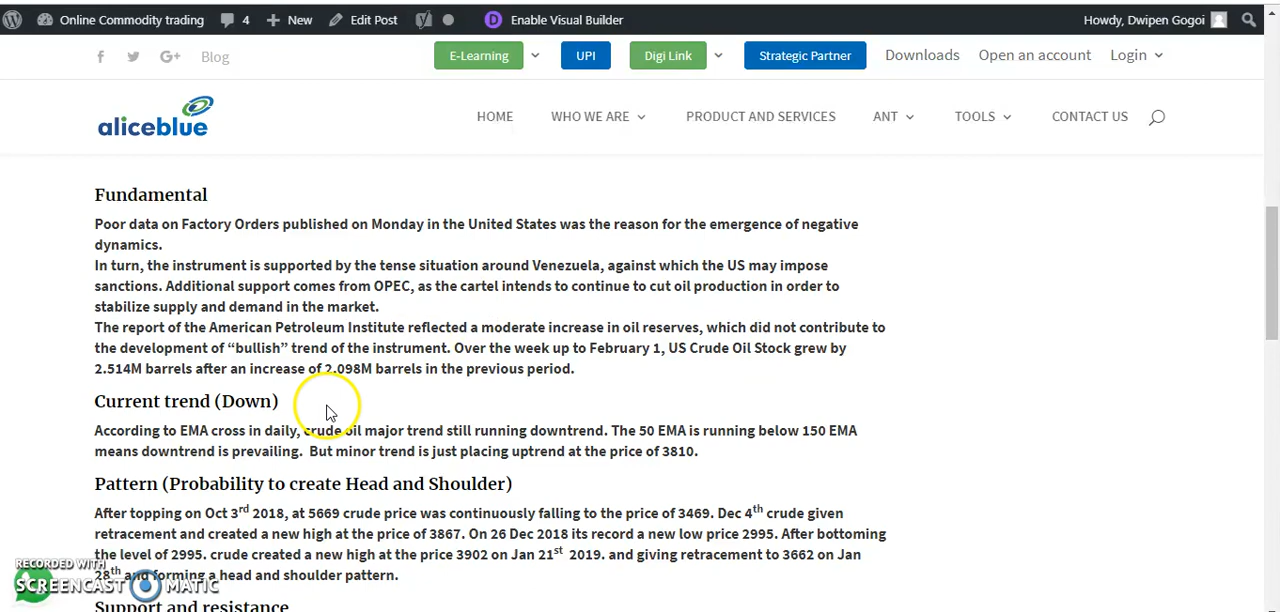 Online Commodity trading 4 New Edit Post Enable Visual Builder Howdy, Dwipen Gogoi
Blog E-Learning UPI Digi Link Strategic Partner Downloads Open an account Login
aliceblue HOME WHO WE ARE PRODUCT AND SERVICES ANT TOOLS CONTACT US
Fundamental
Poor data on Factory Orders published on Monday in the United States was the reason for the emergence of negative
dynamics.
In turn, the instrument is supported by the tense situation around Venezuela, against which the US may impose
sanctions. Additional support comes from OPEC, as the cartel intends to continue to cut oil production in order to
stabilize supply and demand in the market.
The report of the American Petroleum Institute reflected a moderate increase in oil reserves, which did not contribute to
the development of “bullish” trend of the instrument. Over the week up to February 1, US Crude Oil Stock grew by
2.514M barrels after an increase of 2.098M barrels in the previous period.
Current trend (Down)
According to EMA cross in daily, crude oil major trend still running downtrend. The 50 EMA is running below 150 EMA
means downtrend is prevailing. But minor trend is just placing uptrend at the price of 3810.
Pattern (Probability to create Head and Shoulder)
After topping on Oct 3rd 2018, at 5669 crude price was continuously falling to the price of 3469. Dec 4th crude given
retracement and created a new high at the price of 3867. On 26 Dec 2018 its record a new low price 2995. After bottoming
the level of 2995. crude created a new high at the price 3902 on Jan 21st 2019. and giving retracement to 3662 on Jan
28th and forming a head and shoulder pattern.
RECORDED WITH
SCREENCAST MATIC
Support and resistance